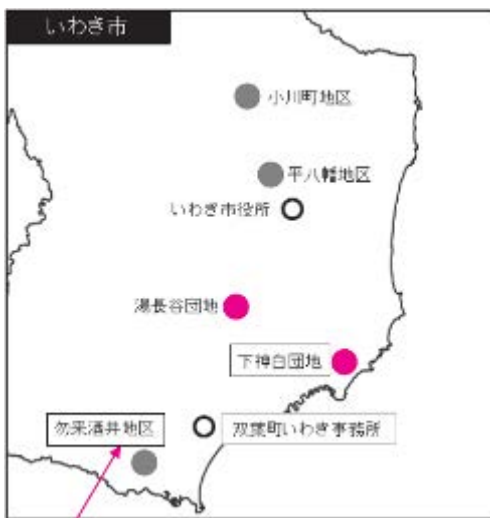 いわき市
小川町地区
平八幡地区
いわき市役所
湯長谷団地
下神白団地
勿来酒井地区
双葉町いわき事務所